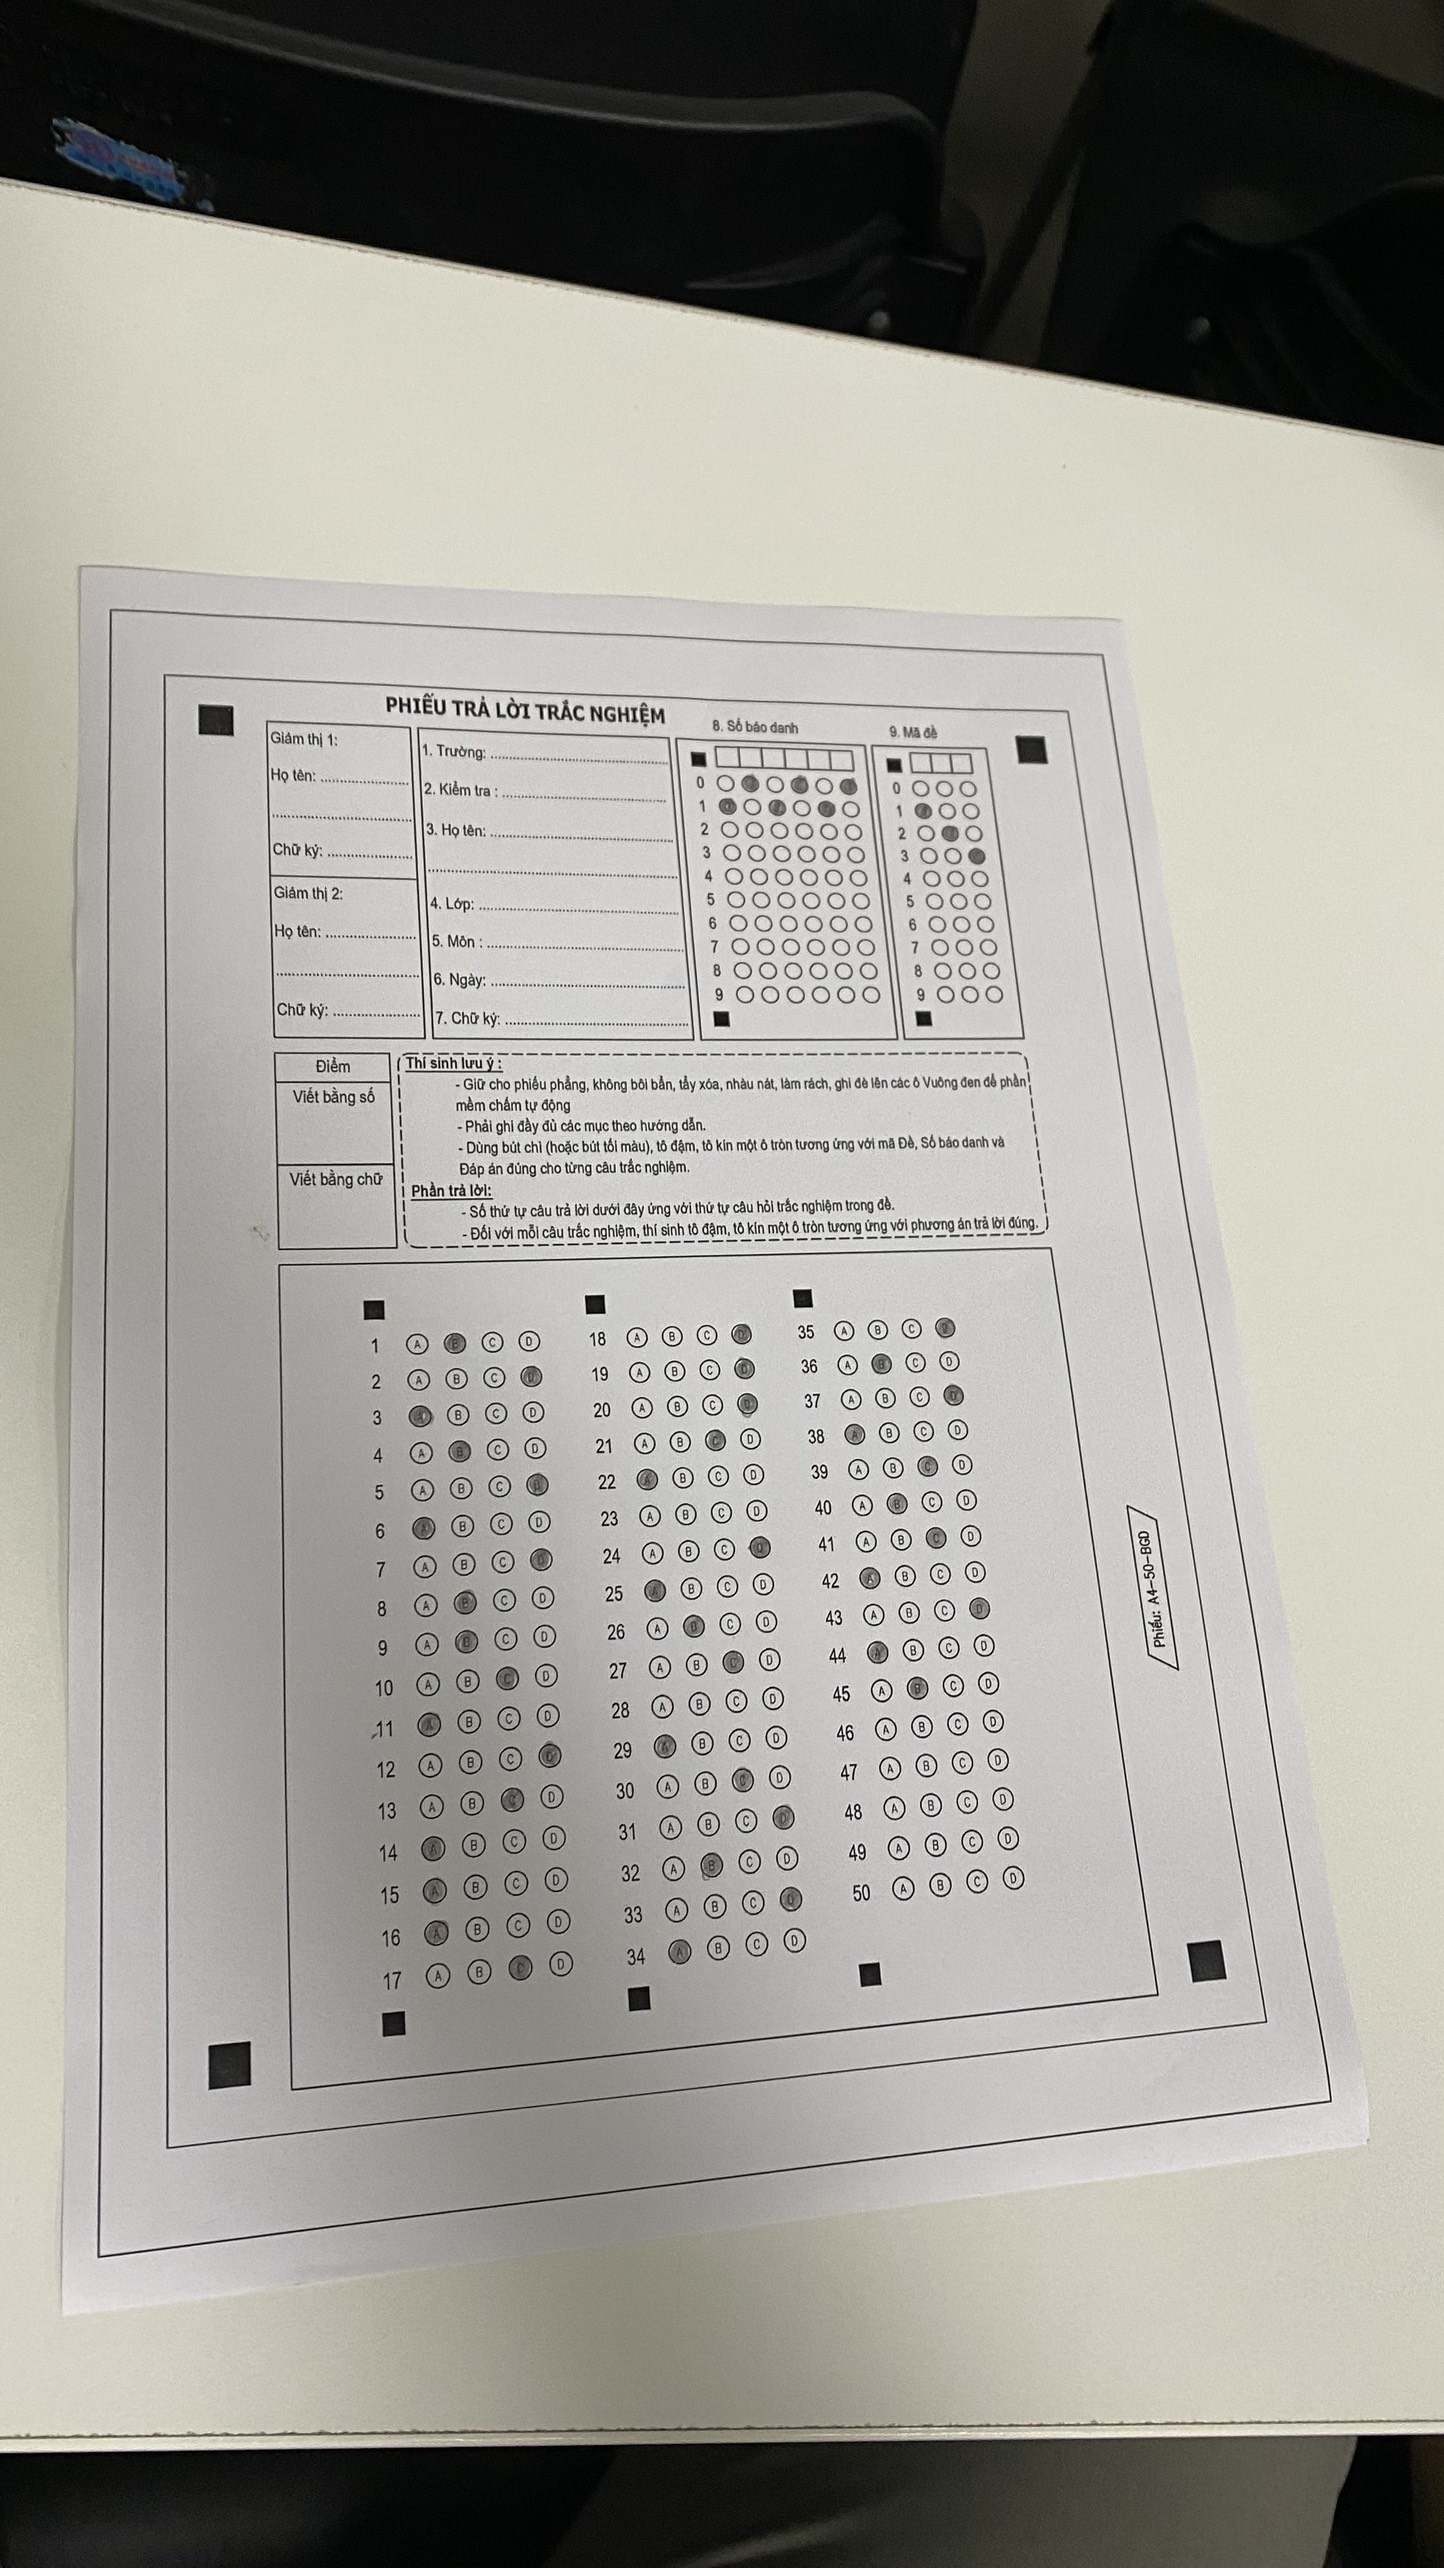 PHIẾU TRẢ LỜI TRẮC NGHIỆM
Giám thị 1:
Họ tên:
Chữ ký:
Giám thị 2:
Họ tên:
Chữ ký:
1. Trường:
2. Kiểm tra :
3. Họ tên:
4. Lớp:
5. Môn :
6. Ngày:
7. Chữ ký:
8. Số báo danh
0
1
2
3
4
5
6
7
8
9
9. Mã đề
0
1
2
3
4
5
6
7
8
9
Điểm
Viết bằng số
Viết bằng chữ
Thí sinh lưu ý :
- Giữ cho phiếu phẳng, không bôi bẩn, tẩy xóa, nhàu nát, làm rách, ghi đè lên các ô Vuông đen để phần
mềm chấm tự động
- Phải ghi đầy đủ các mục theo hướng dẫn.
- Dùng bút chì (hoặc bút tối màu), tô đậm, tô kín một ô tròn tương ứng với mã Đề, Số báo danh và
Đáp án đúng cho từng câu trắc nghiệm.
Phần trả lời:
- Số thứ tự câu trả lời dưới đây ứng với thứ tự câu hỏi trắc nghiệm trong đề.
- Đối với mỗi câu trắc nghiệm, thí sinh tô đậm, tô kín một ô tròn tương ứng với phương án trả lời đúng.
1 A B C D
2 A B C D
3 A B C D
4 A B C D
5 A B C D
6 A B C D
7 A B C D
8 A B C D
9 A B C D
10 A B C D
11 A B C D
12 A B C D
13 A B C D
14 A B C D
15 A B C D
16 A B C D
17 A B C D
18 A B C D
19 A B C D
20 A B C D
21 A B C D
22 A B C D
23 A B C D
24 A B C D
25 A B C D
26 A B C D
27 A B C D
28 A B C D
29 A B C D
30 A B C D
31 A B C D
32 A B C D
33 A B C D
34 A B C D
35 A B C D
36 A B C D
37 A B C D
38 A B C D
39 A B C D
40 A B C D
41 A B C D
42 A B C D
43 A B C D
44 A B C D
45 A B C D
46 A B C D
47 A B C D
48 A B C D
49 A B C D
50 A B C D
Phiếu: A4-50-BGD